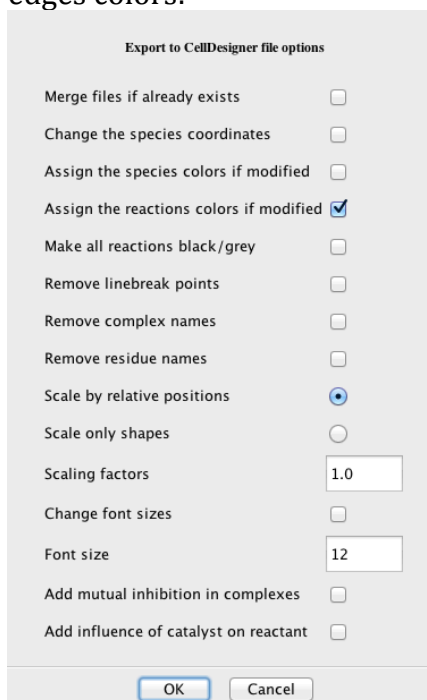 edges colors.
Export to CellDesigner file options
Merge files if already exists
Change the species coordinates
Assign the species colors if modified
Assign the reactions colors if modified
Make all reactions black/grey
Remove linebreak points
Remove complex names
Remove residue names
Scale by relative positions
Scale only shapes
Scaling factors 1.0
Change font sizes
Font size 12
Add mutual inhibition in complexes
Add influence of catalyst on reactant
OK Cancel